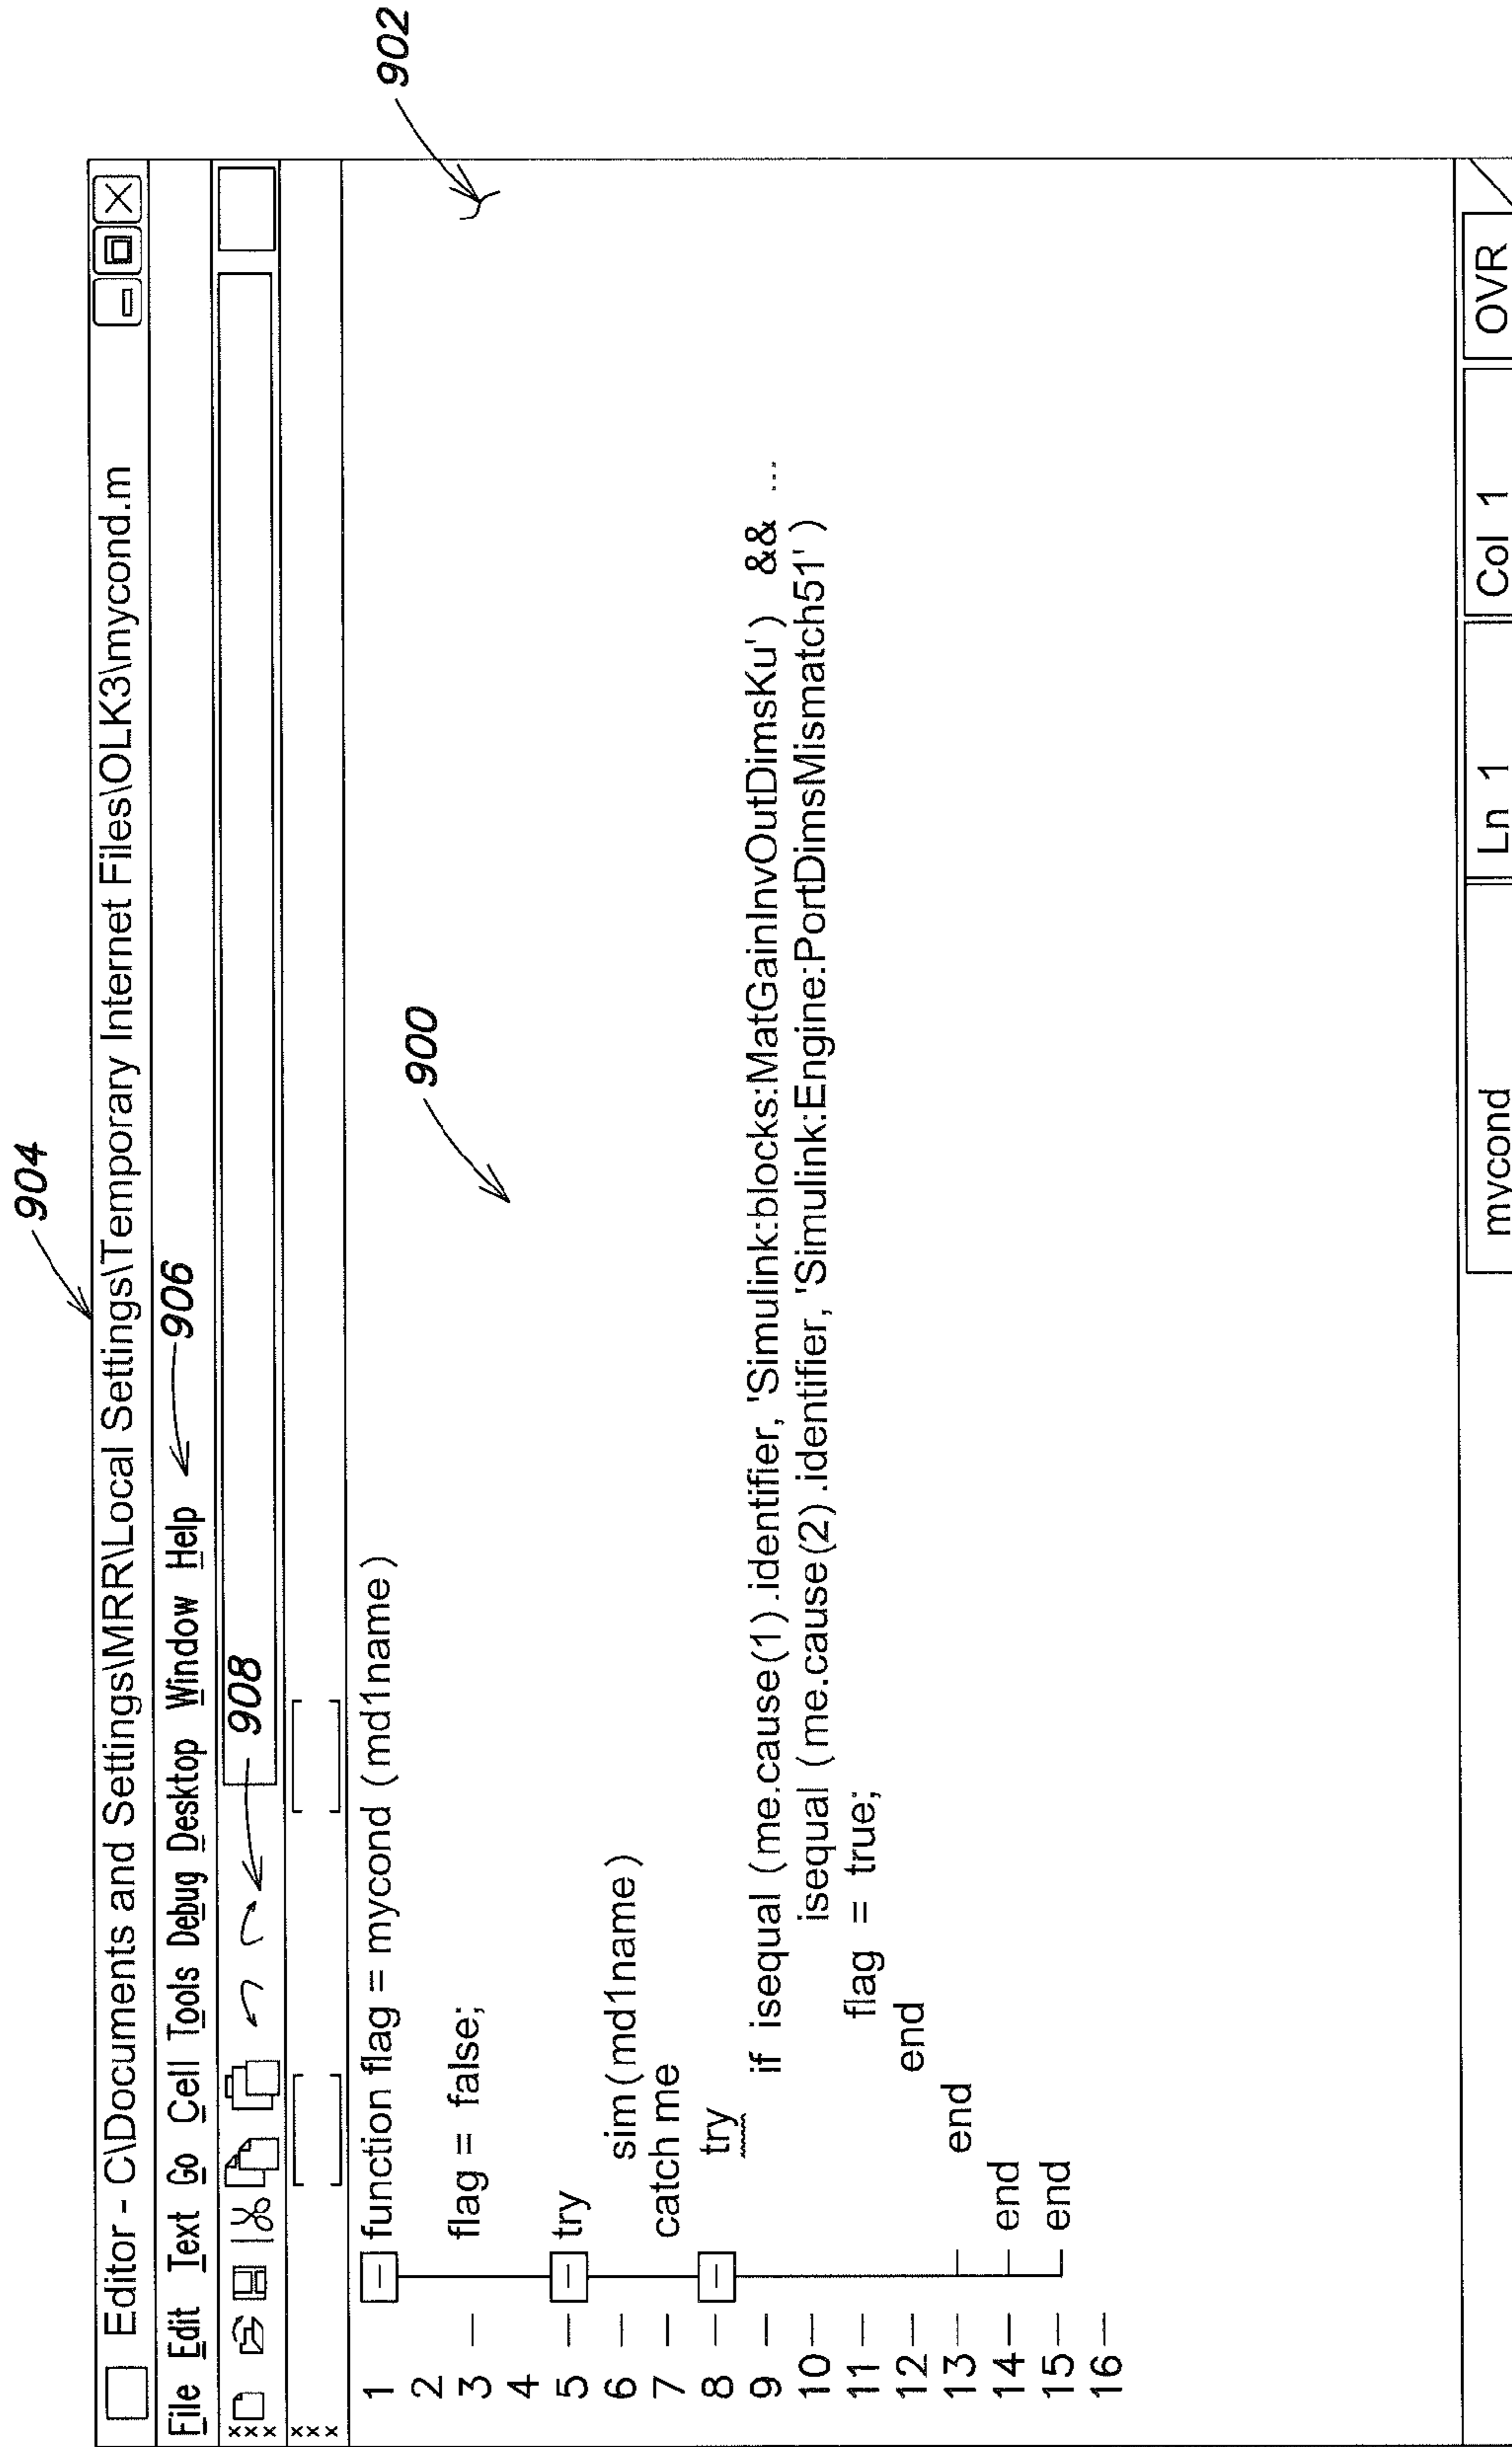 904
Editor - C\Documents and Settings\MRR\Local Settings\Temporary Internet Files\OLK3\mycond.m
File Edit Text Go Cell Tools Debug Desktop Window Help
906
908
902
900
1 function flag = mycond (md1name)
2
3 – flag = false;
4
5 – try
6 – sim(md1name)
7 – catch me
8 – try
9 – if isequal (me.cause(1).identifier, 'Simulink:blocks:MatGainInvOutDimsKu') && ...
10 – isequal (me.cause(2).identifier, 'Simulink:Engine:PortDimsMismatch51')
11 – flag = true;
12 – end
13 – end
14 – end
15 – end
16 –
mycond Ln 1 Col 1 OVR